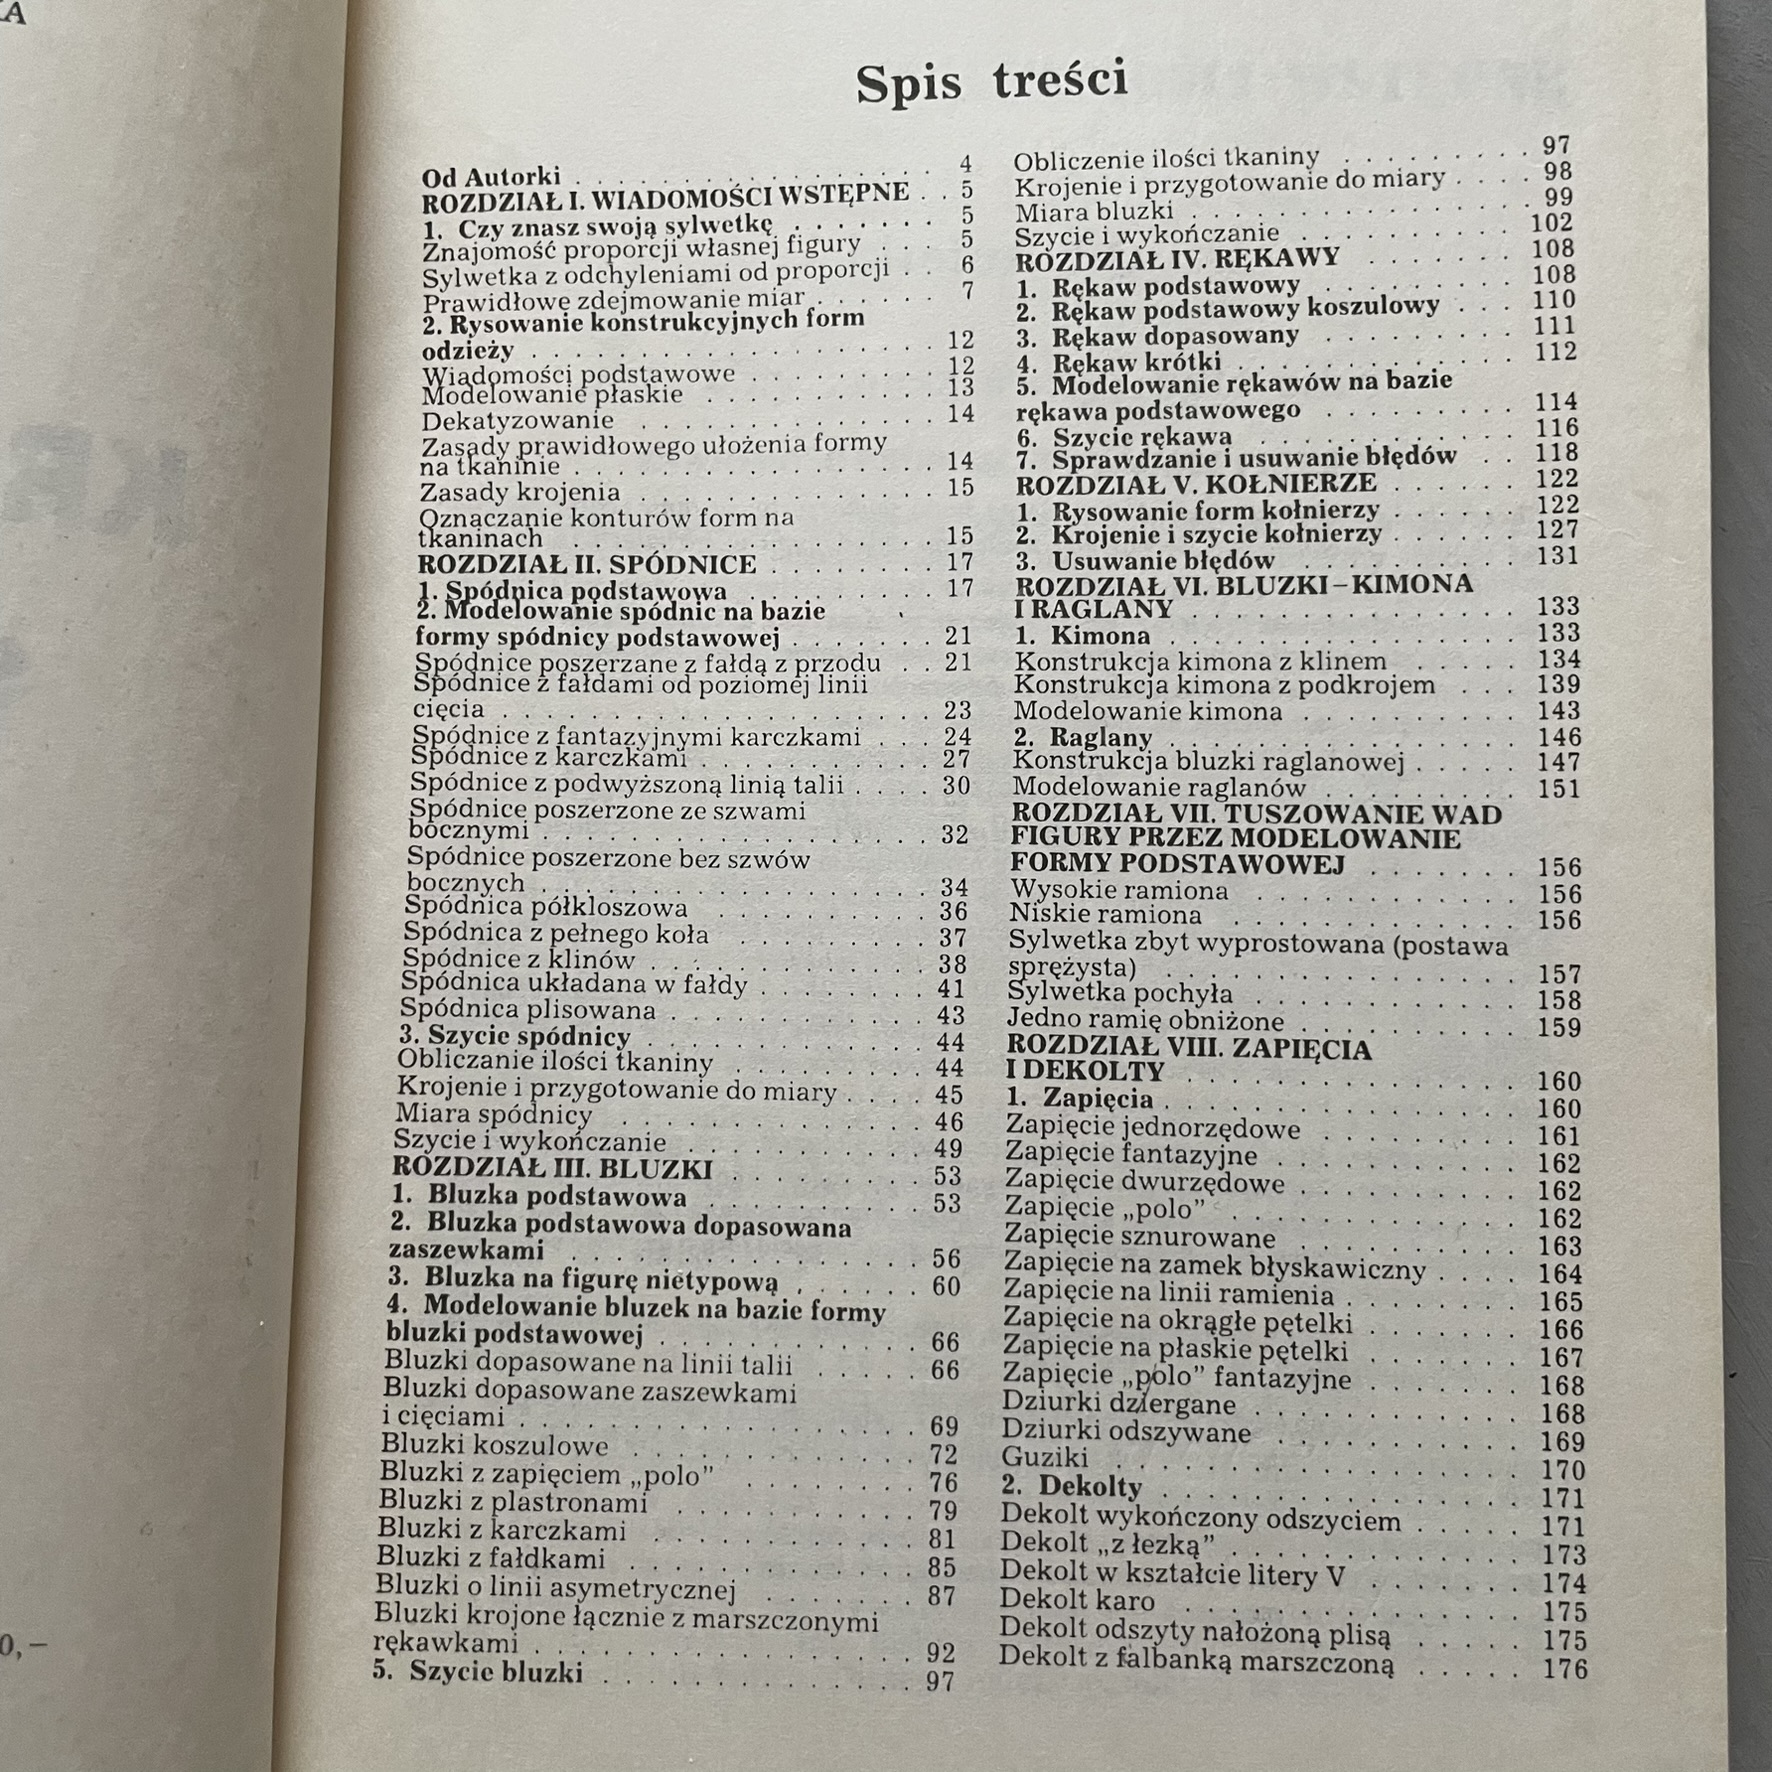 KA
0,—
Spis treści
Od Autorki . . . . . . . . . . . . . . . . 4
ROZDZIAŁ I. WIADOMOŚCI WSTĘPNE . . 5
1. Czy znasz swoją sylwetkę . . . . . . . 5
Znajomość proporcji własnej figury . . . 5
Sylwetka z odchyleniami od proporcji . . 6
Prawidłowe zdejmowanie miar . . . . . . 7
2. Rysowanie konstrukcyjnych form
odzieży . . . . . . . . . . . . . . . . . 12
Wiadomości podstawowe . . . . . . . . . 12
Modelowanie płaskie . . . . . . . . . . . 13
Dekatyzowanie . . . . . . . . . . . . . . 14
Zasady prawidłowego ułożenia formy
na tkaninie . . . . . . . . . . . . . . . . 14
Zasady krojenia . . . . . . . . . . . . . 15
Oznaczanie konturów form na
tkaninach . . . . . . . . . . . . . . . . 15
ROZDZIAŁ II. SPÓDNICE . . . . . . . . 17
1. Spódnica podstawowa . . . . . . . . . 17
2. Modelowanie spódnic na bazie
formy spódnicy podstawowej . . . . . . . 21
Spódnice poszerzane z fałdą z przodu . . 21
Spódnice z fałdami od poziomej linii
cięcia . . . . . . . . . . . . . . . . . . . 23
Spódnice z fantazyjnymi karczkami . . . 24
Spódnice z karczkami . . . . . . . . . . . 27
Spódnice z podwyższoną linią talii . . . . 30
Spódnice poszerzone ze szwami
bocznymi . . . . . . . . . . . . . . . . . 32
Spódnice poszerzone bez szwów
bocznych . . . . . . . . . . . . . . . . . 34
Spódnica półkloszowa . . . . . . . . . . 36
Spódnica z pełnego koła . . . . . . . . . 37
Spódnice z klinów . . . . . . . . . . . . . 38
Spódnica układana w fałdy . . . . . . . . 41
Spódnica plisowana . . . . . . . . . . . . 43
3. Szycie spódnicy . . . . . . . . . . . . . 44
Obliczanie ilości tkaniny . . . . . . . . . 44
Krojenie i przygotowanie do miary . . . . 45
Miara spódnicy . . . . . . . . . . . . . . 46
Szycie i wykończanie . . . . . . . . . . . 49
ROZDZIAŁ III. BLUZKI . . . . . . . . . 53
1. Bluzka podstawowa . . . . . . . . . . 53
2. Bluzka podstawowa dopasowana
zaszewkami . . . . . . . . . . . . . . . 56
3. Bluzka na figurę nietypową . . . . . . 60
4. Modelowanie bluzek na bazie formy
bluzki podstawowej . . . . . . . . . . . . 66
Bluzki dopasowane na linii talii . . . . . 66
Bluzki dopasowane zaszewkami
i cięciami . . . . . . . . . . . . . . . . . 69
Bluzki koszulowe . . . . . . . . . . . . . 72
Bluzki z zapięciem „polo” . . . . . . . . 76
Bluzki z plastronami . . . . . . . . . . . 79
Bluzki z karczkami . . . . . . . . . . . . 81
Bluzki z fałdkami . . . . . . . . . . . . . 85
Bluzki o linii asymetrycznej . . . . . . . 87
Bluzki krojone łącznie z marszczonymi
rękawkami . . . . . . . . . . . . . . . . . 92
5. Szycie bluzki . . . . . . . . . . . . . . 97
Obliczenie ilości tkaniny . . . . . . . . . 97
Krojenie i przygotowanie do miary . . . . 98
Miara bluzki . . . . . . . . . . . . . . . . 99
Szycie i wykończanie . . . . . . . . . . 102
ROZDZIAŁ IV. RĘKAWY . . . . . . . 108
1. Rękaw podstawowy . . . . . . . . . 108
2. Rękaw podstawowy koszulowy . . . 110
3. Rękaw dopasowany . . . . . . . . . 111
4. Rękaw krótki . . . . . . . . . . . . . 112
5. Modelowanie rękawów na bazie
rękawa podstawowego . . . . . . . . . 114
6. Szycie rękawa . . . . . . . . . . . . 116
7. Sprawdzanie i usuwanie błędów . . 118
ROZDZIAŁ V. KOŁNIERZE . . . . . . 122
1. Rysowanie form kołnierzy . . . . . . 122
2. Krojenie i szycie kołnierzy . . . . . . 127
3. Usuwanie błędów . . . . . . . . . . 131
ROZDZIAŁ VI. BLUZKI–KIMONA
I RAGLANY . . . . . . . . . . . . . . . 133
1. Kimona . . . . . . . . . . . . . . . . 133
Konstrukcja kimona z klinem . . . . . 134
Konstrukcja kimona z podkrojem . . . 139
Modelowanie kimona . . . . . . . . . . 143
2. Raglany . . . . . . . . . . . . . . . . 146
Konstrukcja bluzki raglanowej . . . . . 147
Modelowanie raglanów . . . . . . . . . 151
ROZDZIAŁ VII. TUSZOWANIE WAD
FIGURY PRZEZ MODELOWANIE
FORMY PODSTAWOWEJ . . . . . . . 156
Wysokie ramiona . . . . . . . . . . . . 156
Niskie ramiona . . . . . . . . . . . . . 156
Sylwetka zbyt wyprostowana (postawa
sprężysta) . . . . . . . . . . . . . . . . 157
Sylwetka pochyła . . . . . . . . . . . . 158
Jedno ramię obniżone . . . . . . . . . . 159
ROZDZIAŁ VIII. ZAPIĘCIA
I DEKOLTY . . . . . . . . . . . . . . . 160
1. Zapięcia . . . . . . . . . . . . . . . . 160
Zapięcie jednorzędowe . . . . . . . . . 161
Zapięcie fantazyjne . . . . . . . . . . . 162
Zapięcie dwurzędowe . . . . . . . . . . 162
Zapięcie „polo” . . . . . . . . . . . . . 162
Zapięcie sznurowane . . . . . . . . . . 163
Zapięcie na zamek błyskawiczny . . . . 164
Zapięcie na linii ramienia . . . . . . . . 165
Zapięcie na okrągłe pętelki . . . . . . . 166
Zapięcie na płaskie pętelki . . . . . . . 167
Zapięcie „polo” fantazyjne . . . . . . . 168
Dziurki dziergane . . . . . . . . . . . . 168
Dziurki odszywane . . . . . . . . . . . 169
Guziki . . . . . . . . . . . . . . . . . . 170
2. Dekolty . . . . . . . . . . . . . . . . 171
Dekolt wykończony odszyciem . . . . . 171
Dekolt „z łezką” . . . . . . . . . . . . . 173
Dekolt w kształcie litery V . . . . . . . 174
Dekolt karo . . . . . . . . . . . . . . . 175
Dekolt odszyty nałożoną plisą . . . . . 175
Dekolt z falbanką marszczoną . . . . . 176